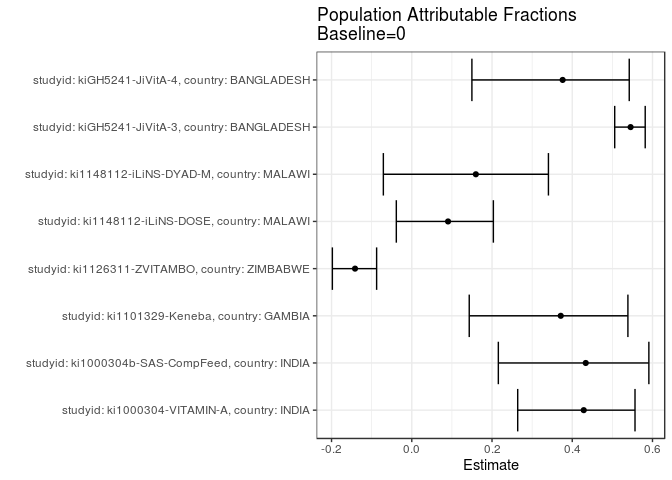 Population Attributable Fractions
Baseline=0
studyid: kiGH5241-JiVitA-4, country: BANGLADESH
studyid: kiGH5241-JiVitA-3, country: BANGLADESH
studyid: ki1148112-iLiNS-DYAD-M, country: MALAWI
studyid: ki1148112-iLiNS-DOSE, country: MALAWI
studyid: ki1126311-ZVITAMBO, country: ZIMBABWE
studyid: ki1101329-Keneba, country: GAMBIA
studyid: ki1000304b-SAS-CompFeed, country: INDIA
studyid: ki1000304-VITAMIN-A, country: INDIA
-0.2 0.0 0.2 0.4 0.6
Estimate